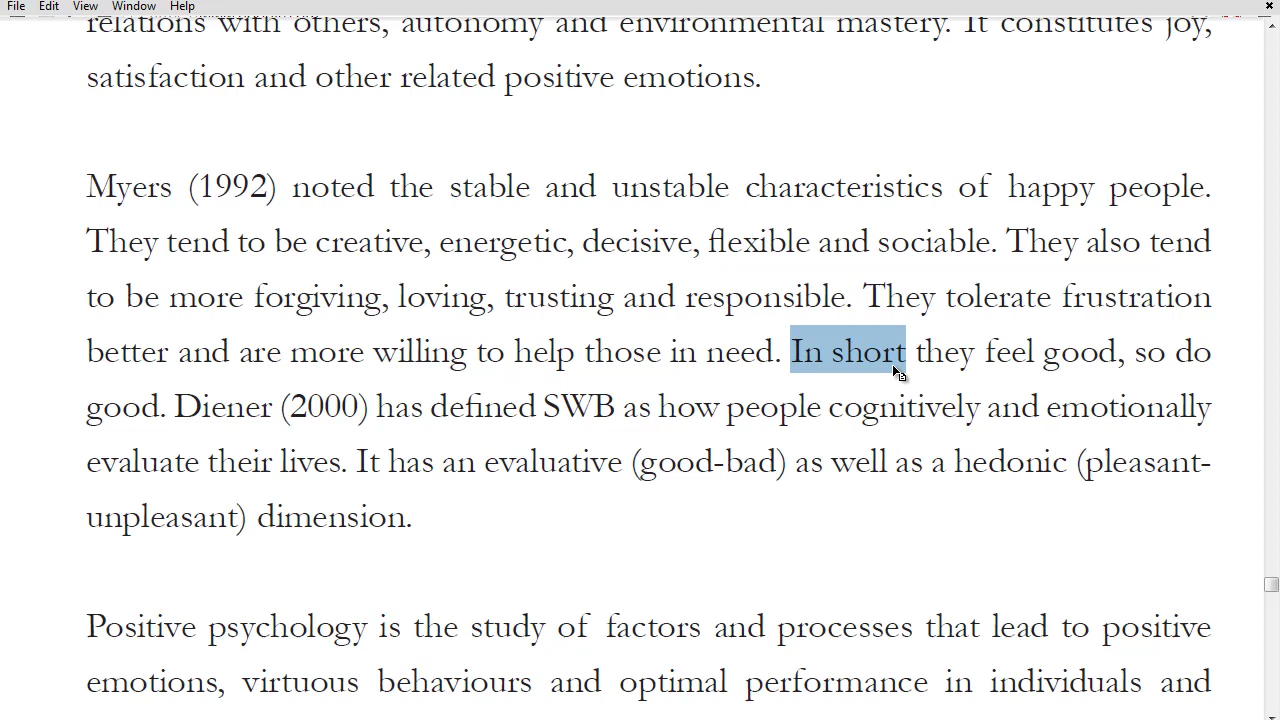 File Edit View Window Help
relations with others, autonomy and environmental mastery. It constitutes joy,
satisfaction and other related positive emotions.
Myers (1992) noted the stable and unstable characteristics of happy people.
They tend to be creative, energetic, decisive, flexible and sociable. They also tend
to be more forgiving, loving, trusting and responsible. They tolerate frustration
better and are more willing to help those in need. In short they feel good, so do
good. Diener (2000) has defined SWB as how people cognitively and emotionally
evaluate their lives. It has an evaluative (good-bad) as well as a hedonic (pleasant-
unpleasant) dimension.
Positive psychology is the study of factors and processes that lead to positive
emotions, virtuous behaviours and optimal performance in individuals and